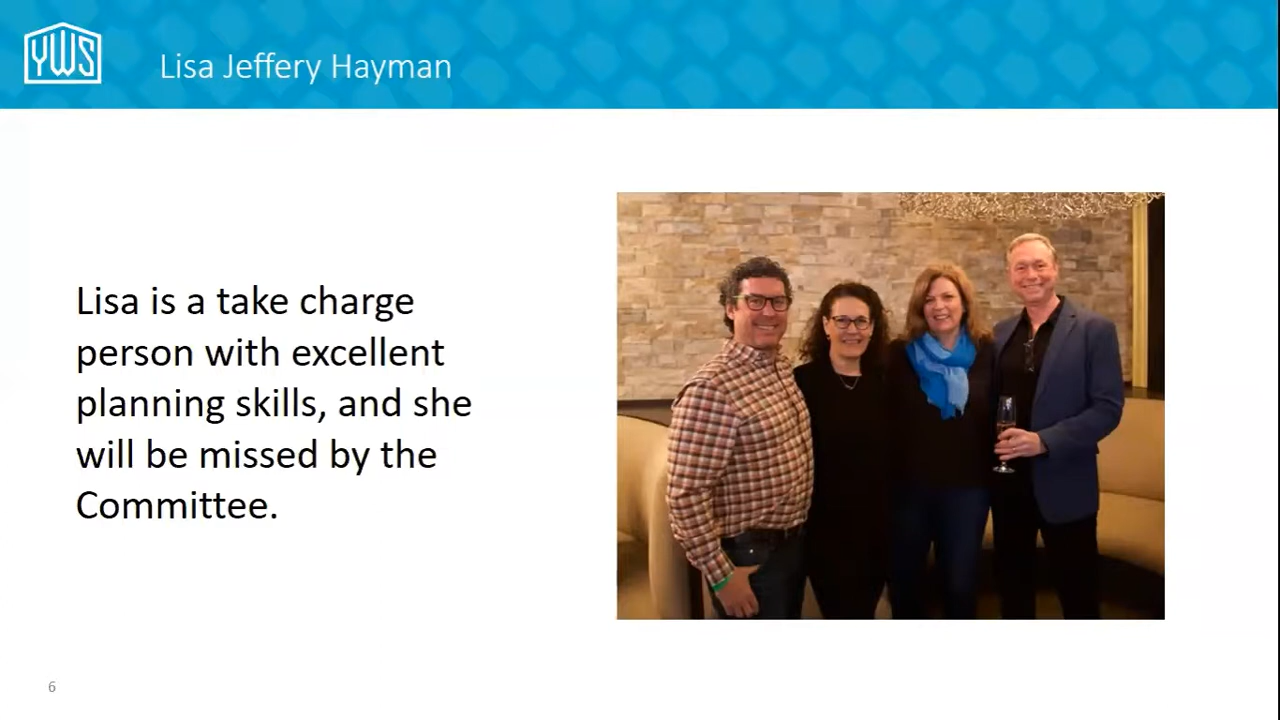 YWS
Lisa Jeffery Hayman
Lisa is a take charge
person with excellent
planning skills, and she
will be missed by the
Committee.
6